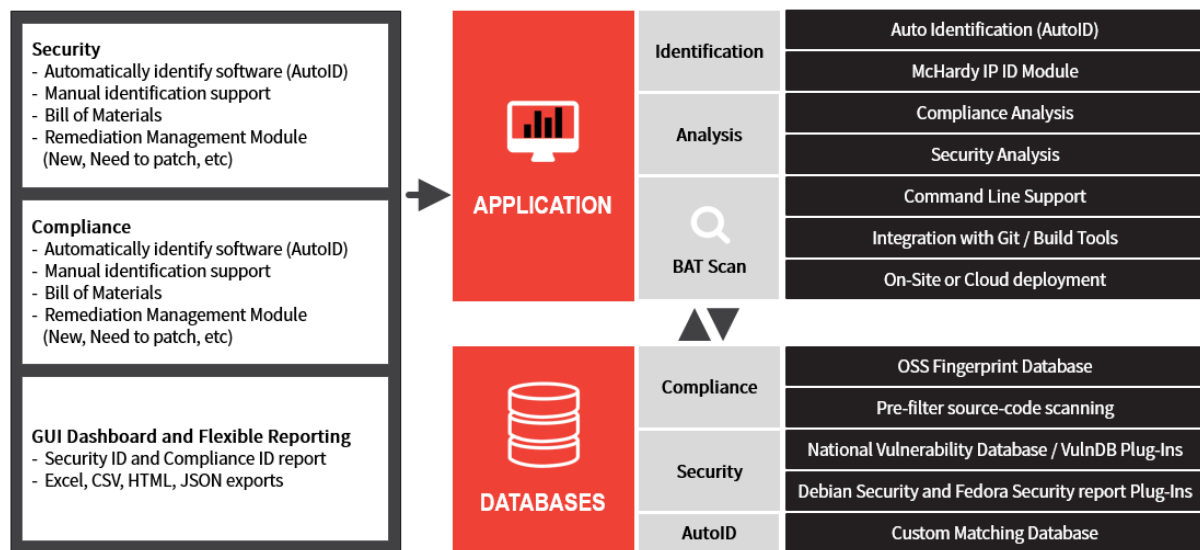 Security
- Automatically identify software (AutoID)
- Manual identification support
- Bill of Materials
- Remediation Management Module
(New, Need to patch, etc)
Compliance
- Automatically identify software (AutoID)
- Manual identification support
- Bill of Materials
- Remediation Management Module
(New, Need to patch, etc)
GUI Dashboard and Flexible Reporting
- Security ID and Compliance ID report
- Excel, CSV, HTML, JSON exports
APPLICATION
Identification
Auto Identification (AutoID)
McHardy IP ID Module
Analysis
Compliance Analysis
Security Analysis
BAT Scan
Command Line Support
Integration with Git / Build Tools
On-Site or Cloud deployment
DATABASES
Compliance
OSS Fingerprint Database
Pre-filter source-code scanning
Security
National Vulnerability Database / VulnDB Plug-Ins
Debian Security and Fedora Security report Plug-Ins
AutoID
Custom Matching Database